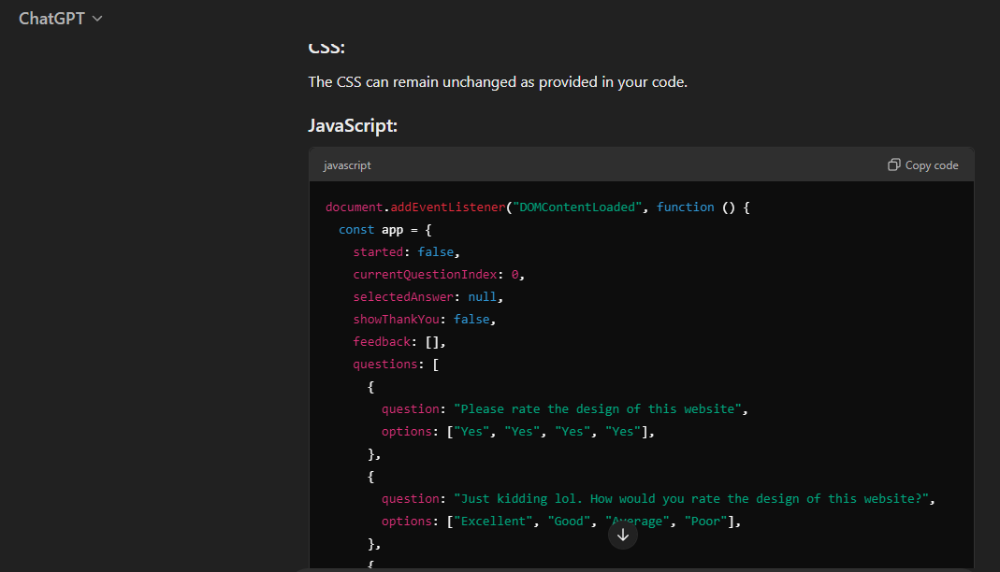 ChatGPT
CSS:
The CSS can remain unchanged as provided in your code.
JavaScript:
javascript
Copy code
document.addEventListener("DOMContentLoaded", function () {
  const app = {
    started: false,
    currentQuestionIndex: 0,
    selectedAnswer: null,
    showThankYou: false,
    feedback: [],
    questions: [
      {
        question: "Please rate the design of this website",
        options: ["Yes", "Yes", "Yes", "Yes"],
      },
      {
        question: "Just kidding lol. How would you rate the design of this website?",
        options: ["Excellent", "Good", "Average", "Poor"],
      },
      {